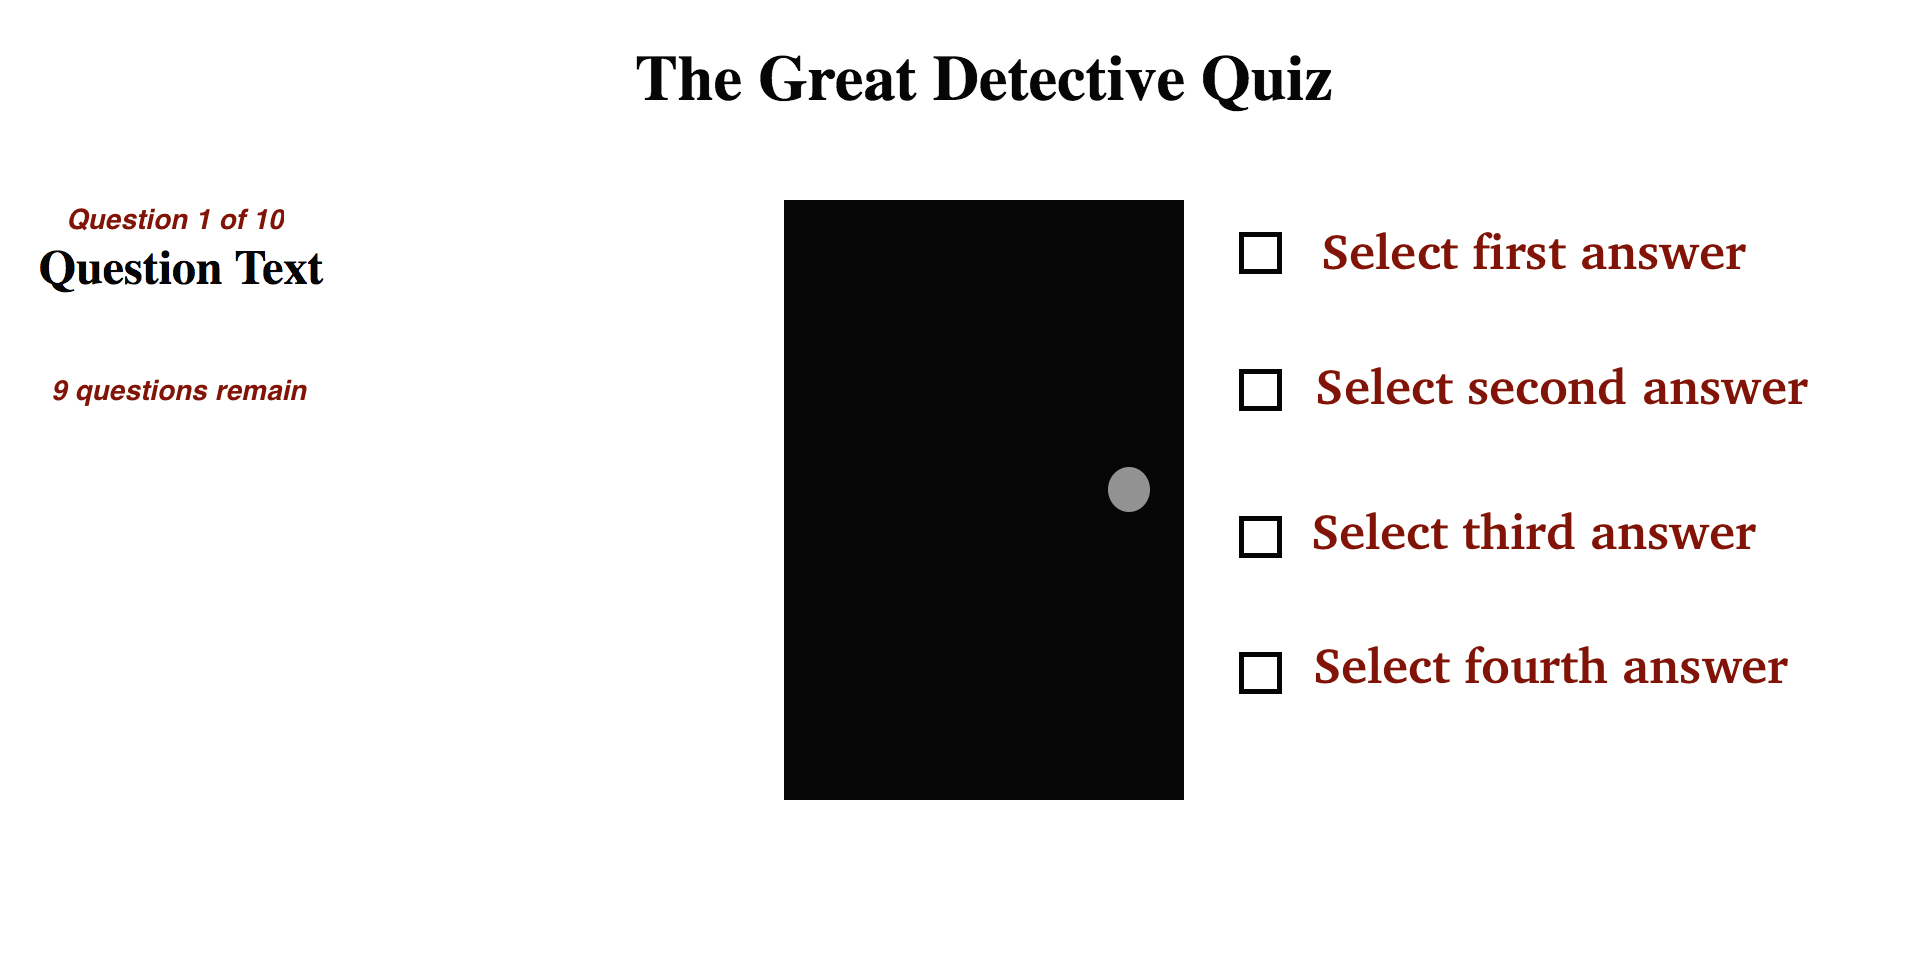 The Great Detective Quiz
Question 1 of 10
Question Text
9 questions remain
Select first answer
Select second answer
Select third answer
Select fourth answer